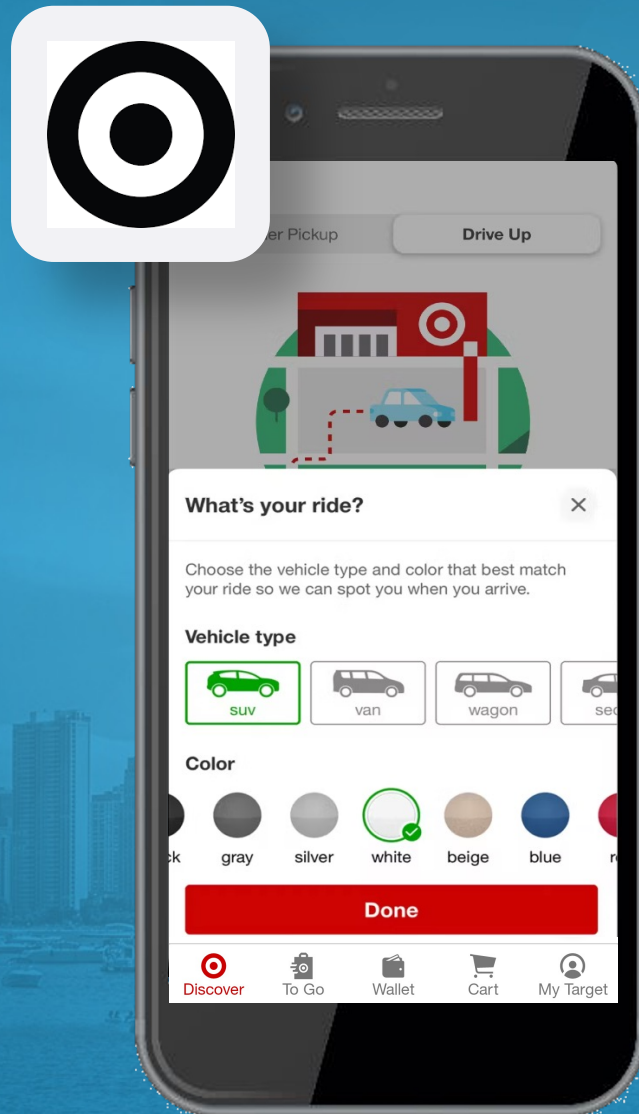 er Pickup
Drive Up
What's your ride?
Choose the vehicle type and color that best match
your ride so we can spot you when you arrive.
Vehicle type
suv van wagon
Color
gray silver white beige blue
Done
Discover To Go Wallet Cart My Target